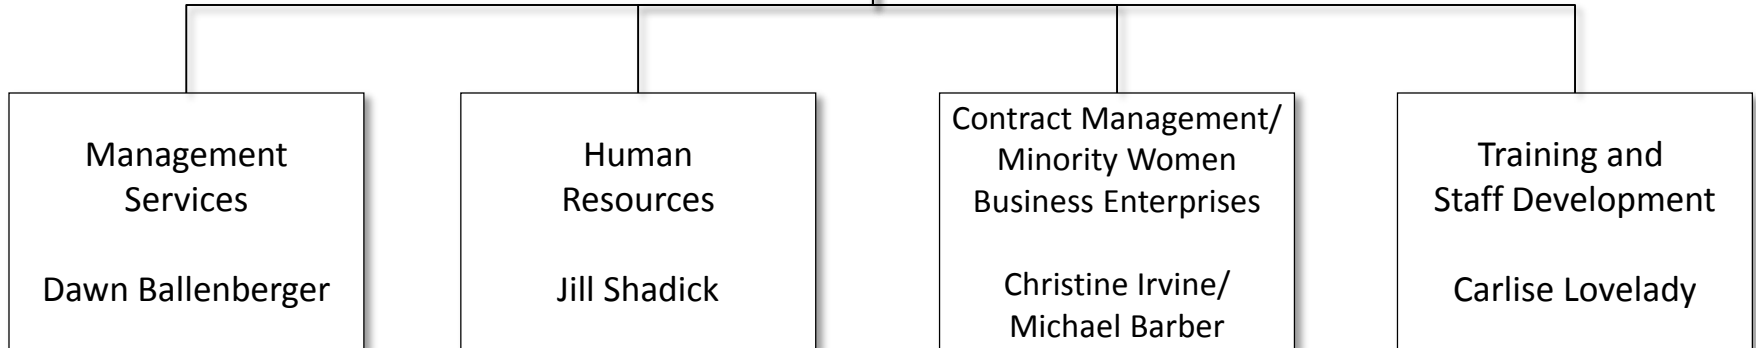 Management
Services
Dawn Ballenberger
Human
Resources
Jill Shadick
Contract Management/
Minority Women
Business Enterprises
Christine Irvine/
Michael Barber
Training and
Staff Development
Carlise Lovelady